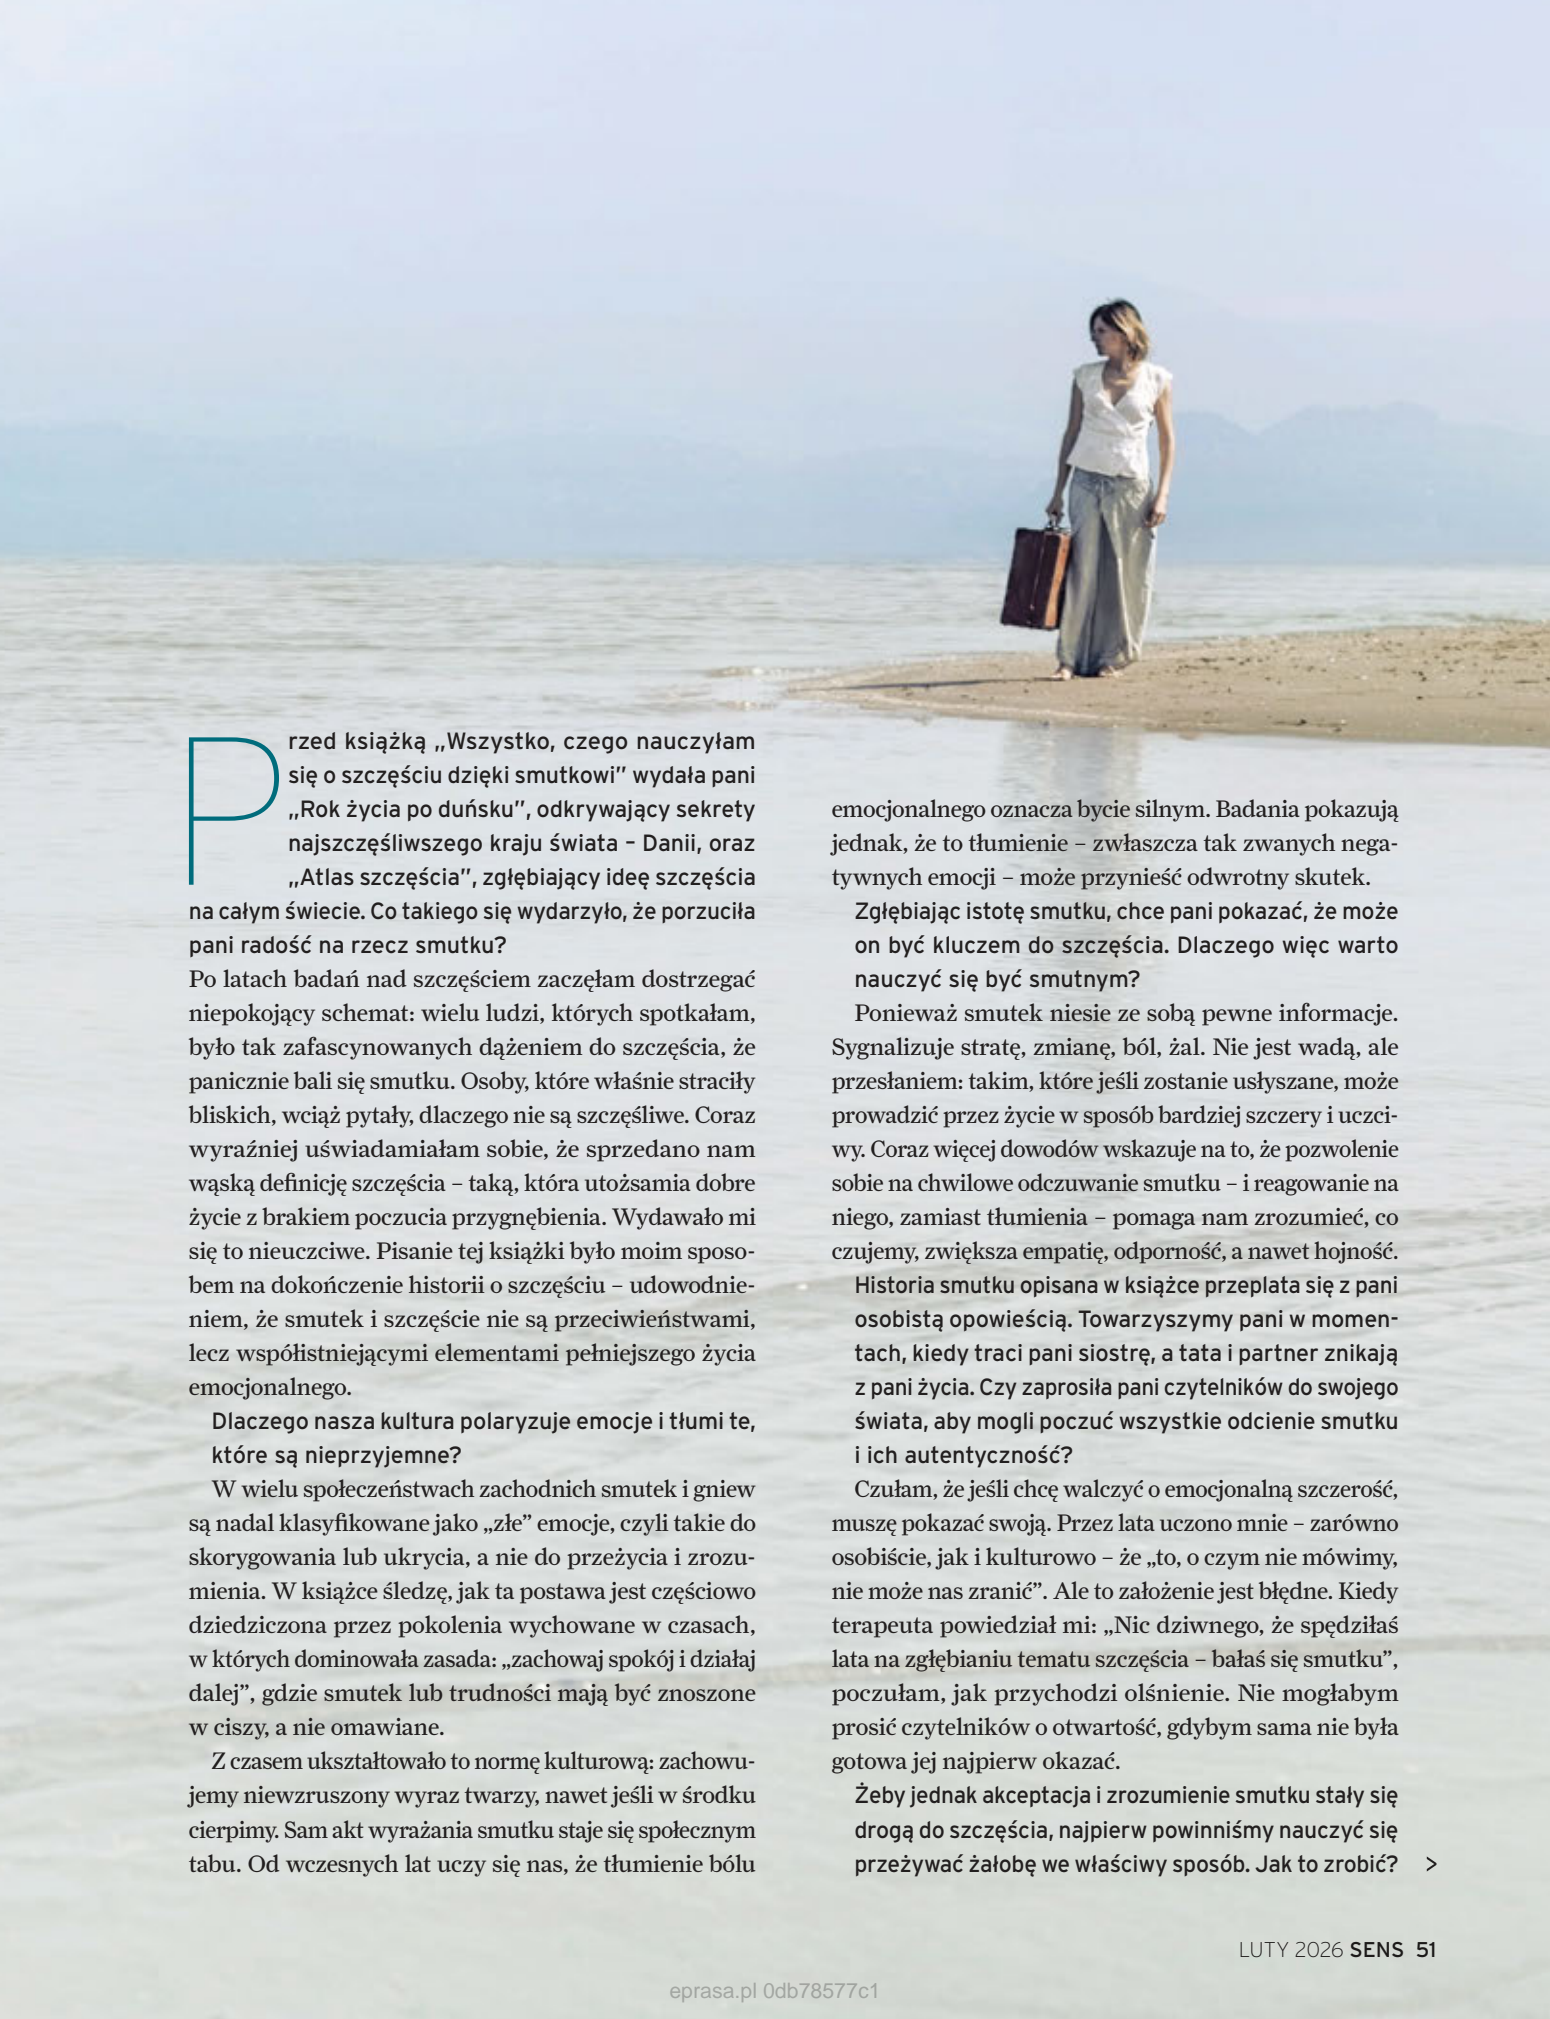 Przed książką „Wszystko, czego nauczyłam
się o szczęściu dzięki smutkowi” wydała pani
„Rok życia po duńsku”, odkrywający sekrety
najszczęśliwszego kraju świata – Danii, oraz
„Atlas szczęścia”, zgłębiający ideę szczęścia
na całym świecie. Co takiego się wydarzyło, że porzuciła
pani radość na rzecz smutku?
Po latach badań nad szczęściem zaczęłam dostrzegać
niepokojący schemat: wielu ludzi, których spotkałam,
było tak zafascynowanych dążeniem do szczęścia, że
panicznie bali się smutku. Osoby, które właśnie straciły
bliskich, wciąż pytały, dlaczego nie są szczęśliwe. Coraz
wyraźniej uświadamiałam sobie, że sprzedano nam
wąską definicję szczęścia – taką, która utożsamia dobre
życie z brakiem poczucia przygnębienia. Wydawało mi
się to nieuczciwe. Pisanie tej książki było moim sposo-
bem na dokończenie historii o szczęściu – udowodnie-
niem, że smutek i szczęście nie są przeciwieństwami,
lecz współistniejącymi elementami pełniejszego życia
emocjonalnego.
Dlaczego nasza kultura polaryzuje emocje i tłumi te,
które są nieprzyjemne?
W wielu społeczeństwach zachodnich smutek i gniew
są nadal klasyfikowane jako „złe” emocje, czyli takie do
skorygowania lub ukrycia, a nie do przeżycia i zrozu-
mienia. W książce śledzę, jak ta postawa jest częściowo
dziedziczona przez pokolenia wychowane w czasach,
w których dominowała zasada: „zachowaj spokój i działaj
dalej”, gdzie smutek lub trudności mają być znoszone
w ciszy, a nie omawiane.
Z czasem ukształtowało to normę kulturową: zachowu-
jemy niewzruszony wyraz twarzy, nawet jeśli w środku
cierpimy. Sam akt wyrażania smutku staje się społecznym
tabu. Od wczesnych lat uczy się nas, że tłumienie bólu
emocjonalnego oznacza bycie silnym. Badania pokazują
jednak, że to tłumienie – zwłaszcza tak zwanych nega-
tywnych emocji – może przynieść odwrotny skutek.
Zgłębiając istotę smutku, chce pani pokazać, że może
on być kluczem do szczęścia. Dlaczego więc warto
nauczyć się być smutnym?
Ponieważ smutek niesie ze sobą pewne informacje.
Sygnalizuje stratę, zmianę, ból, żal. Nie jest wadą, ale
przesłaniem: takim, które jeśli zostanie usłyszane, może
prowadzić przez życie w sposób bardziej szczery i uczci-
wy. Coraz więcej dowodów wskazuje na to, że pozwolenie
sobie na chwilowe odczuwanie smutku – i reagowanie na
niego, zamiast tłumienia – pomaga nam zrozumieć, co
czujemy, zwiększa empatię, odporność, a nawet hojność.
Historia smutku opisana w książce przeplata się z pani
osobistą opowieścią. Towarzyszymy pani w momen-
tach, kiedy traci pani siostrę, a tata i partner znikają
z pani życia. Czy zaprosiła pani czytelników do swojego
świata, aby mogli poczuć wszystkie odcienie smutku
i ich autentyczność?
Czułam, że jeśli chcę walczyć o emocjonalną szczerość,
muszę pokazać swoją. Przez lata uczono mnie – zarówno
osobiście, jak i kulturowo – że „to, o czym nie mówimy,
nie może nas zranić”. Ale to założenie jest błędne. Kiedy
terapeuta powiedział mi: „Nic dziwnego, że spędziłaś
lata na zgłębianiu tematu szczęścia – bałaś się smutku”,
poczułam, jak przychodzi olśnienie. Nie mogłabym
prosić czytelników o otwartość, gdybym sama nie była
gotowa jej najpierw okazać.
Żeby jednak akceptacja i zrozumienie smutku stały się
drogą do szczęścia, najpierw powinniśmy nauczyć się
przeżywać żałobę we właściwy sposób. Jak to zrobić? >
LUTY 2026 SENS 51
eprasa.pl 0db78577c1